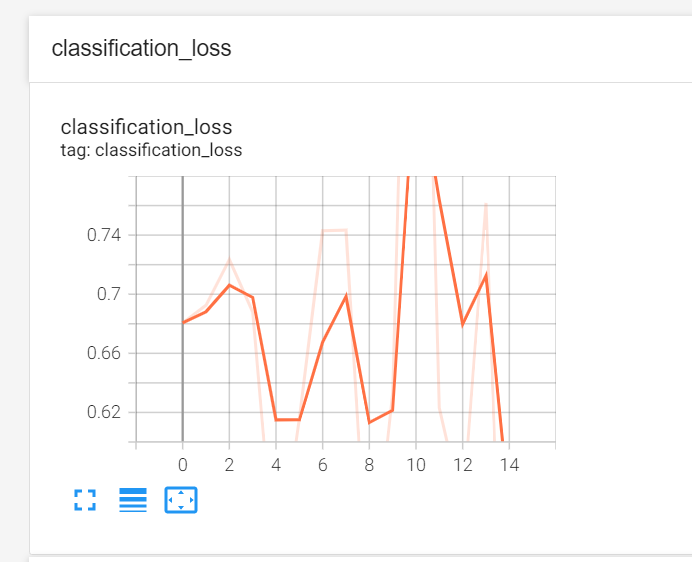 classification_loss
classification_loss
tag: classification_loss
0.74
0.7
0.66
0.62
0 2 4 6 8 10 12 14